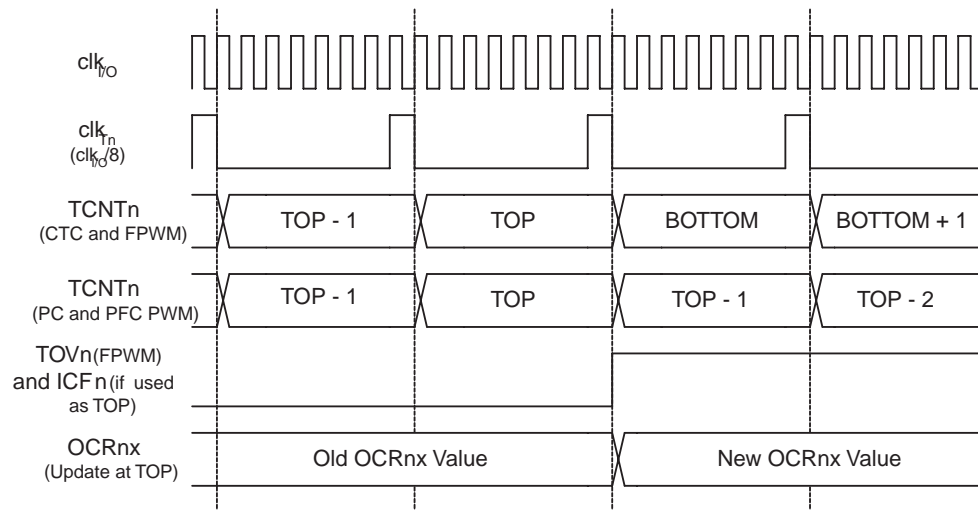 clkI/O
clkTn
(clkI/O/8)
TCNTn
(CTC and FPWM)
TOP - 1
TOP
BOTTOM
BOTTOM + 1
TCNTn
(PC and PFC PWM)
TOP - 1
TOP
TOP - 1
TOP - 2
TOVn(FPWM)
and ICFn(if used
as TOP)
OCRnx
(Update at TOP)
Old OCRnx Value
New OCRnx Value